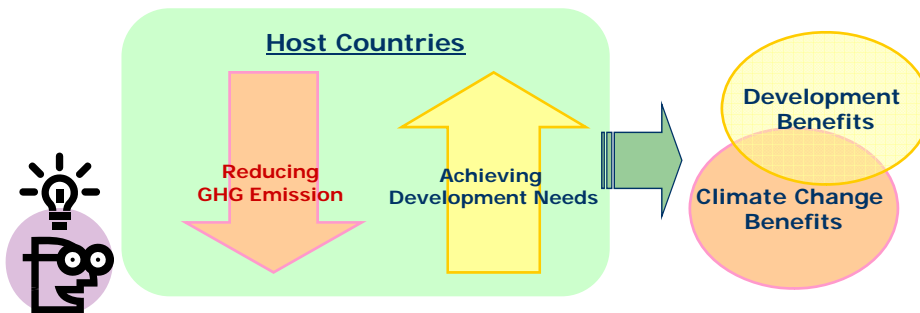 Host Countries
Reducing
GHG Emission
Achieving
Development Needs
Development
Benefits
Climate Change
Benefits